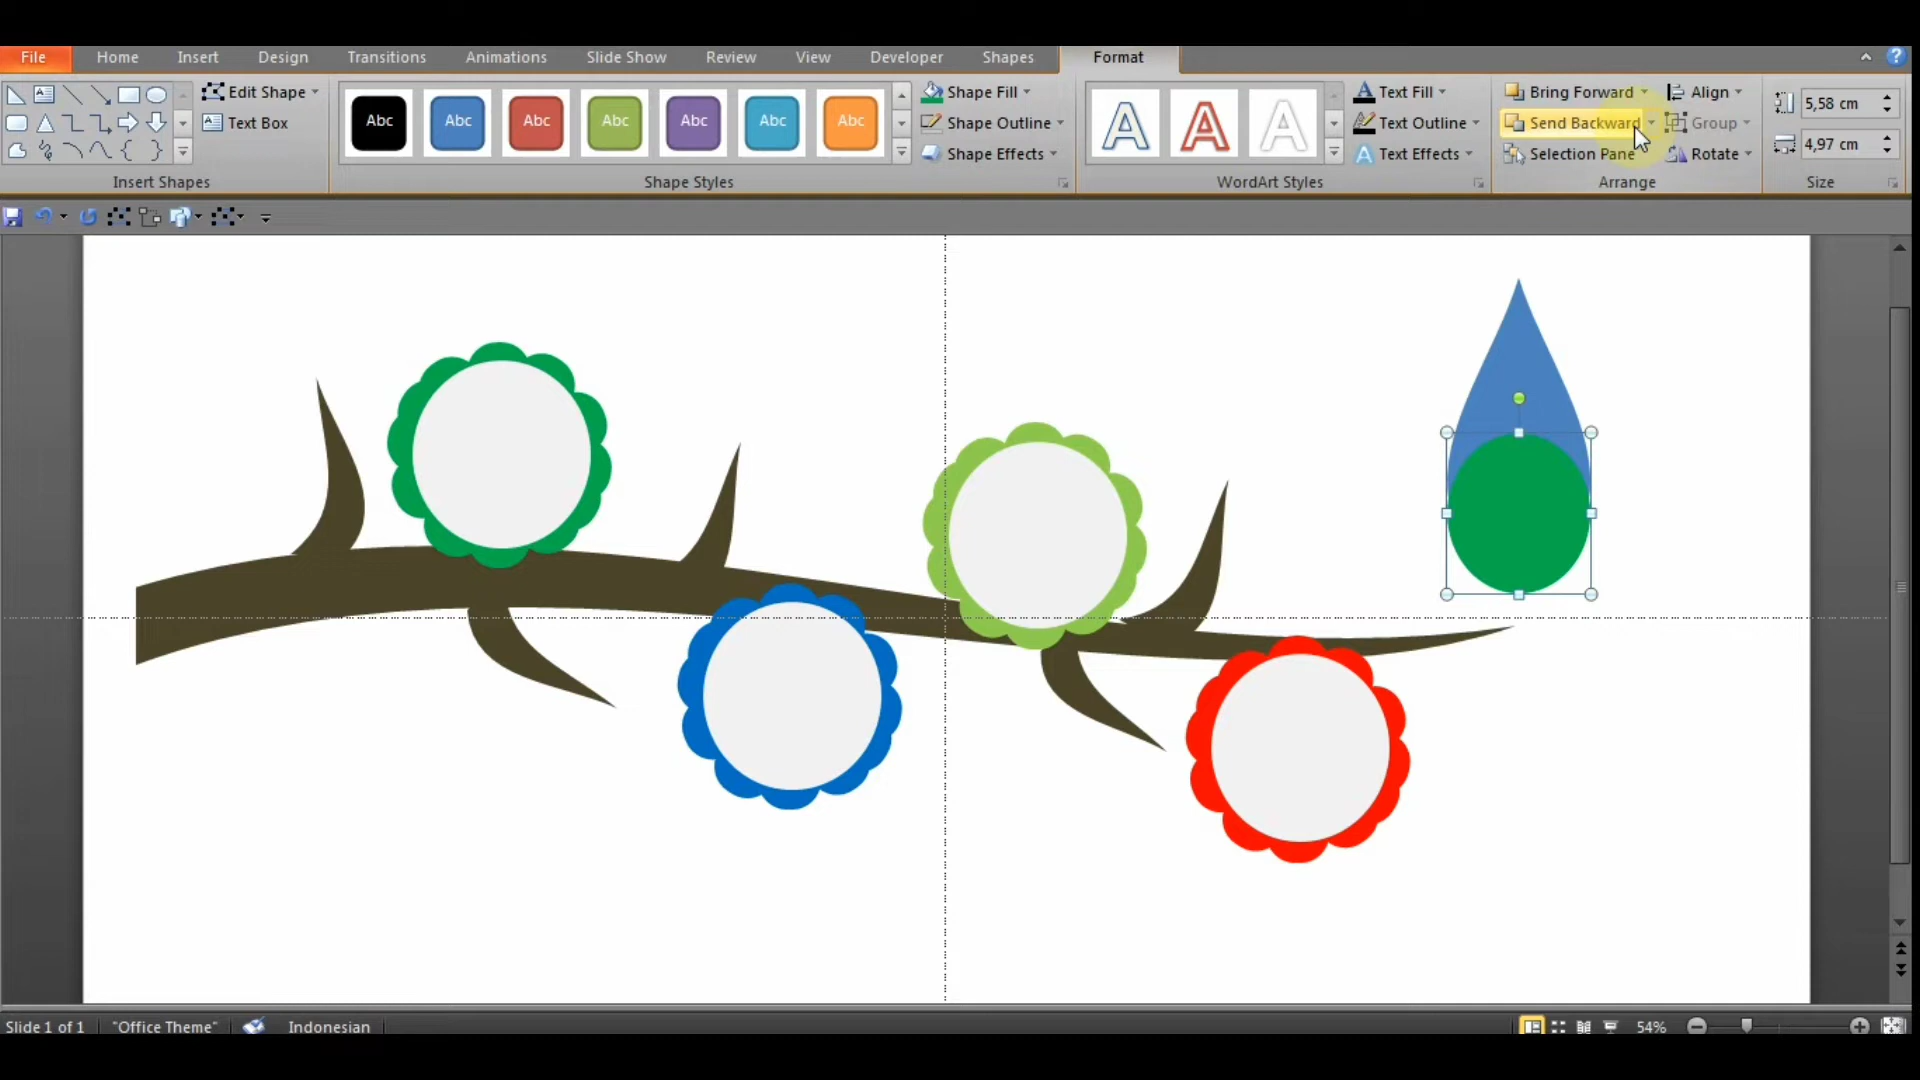 File Home Insert Design Transitions Animations Slide Show Review View Developer Shapes Format
Edit Shape
Text Box
Insert Shapes
Abc Abc Abc Abc Abc Abc Abc
Shape Styles
Shape Fill
Shape Outline
Shape Effects
A A A
WordArt Styles
Text Fill
Text Outline
Text Effects
Bring Forward
Send Backward
Selection Pane
Align
Group
Rotate
Arrange
5,58 cm
4,97 cm
Size
Slide 1 of 1 "Office Theme" Indonesian 54%